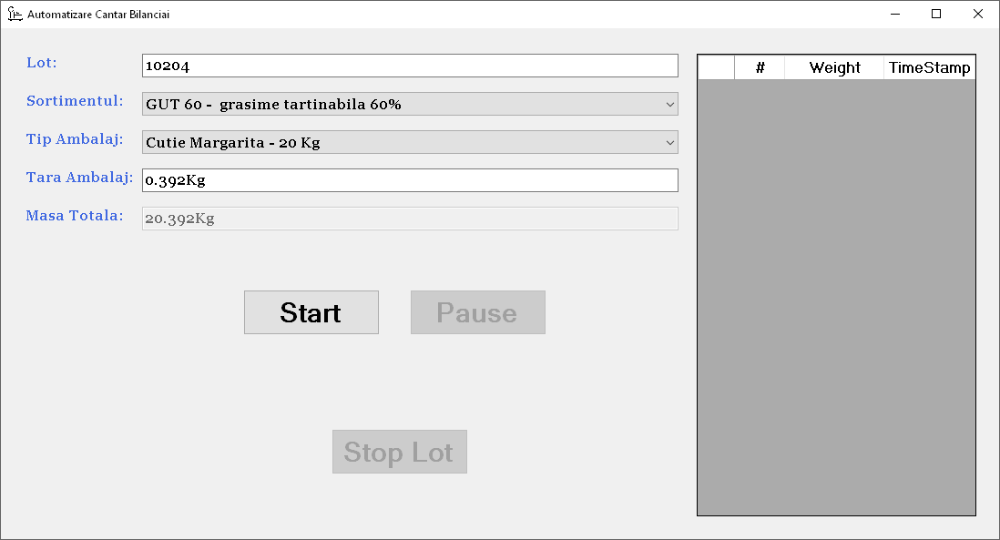 Automatizare Cantar Bilanciai
Lot: 10204
Sortimentul: GUT 60 -  grasime tartinabila 60%
Tip Ambalaj: Cutie Margarita - 20 Kg
Tara Ambalaj: 0.392Kg
Masa Totala: 20.392Kg
Start Pause
Stop Lot
# Weight TimeStamp